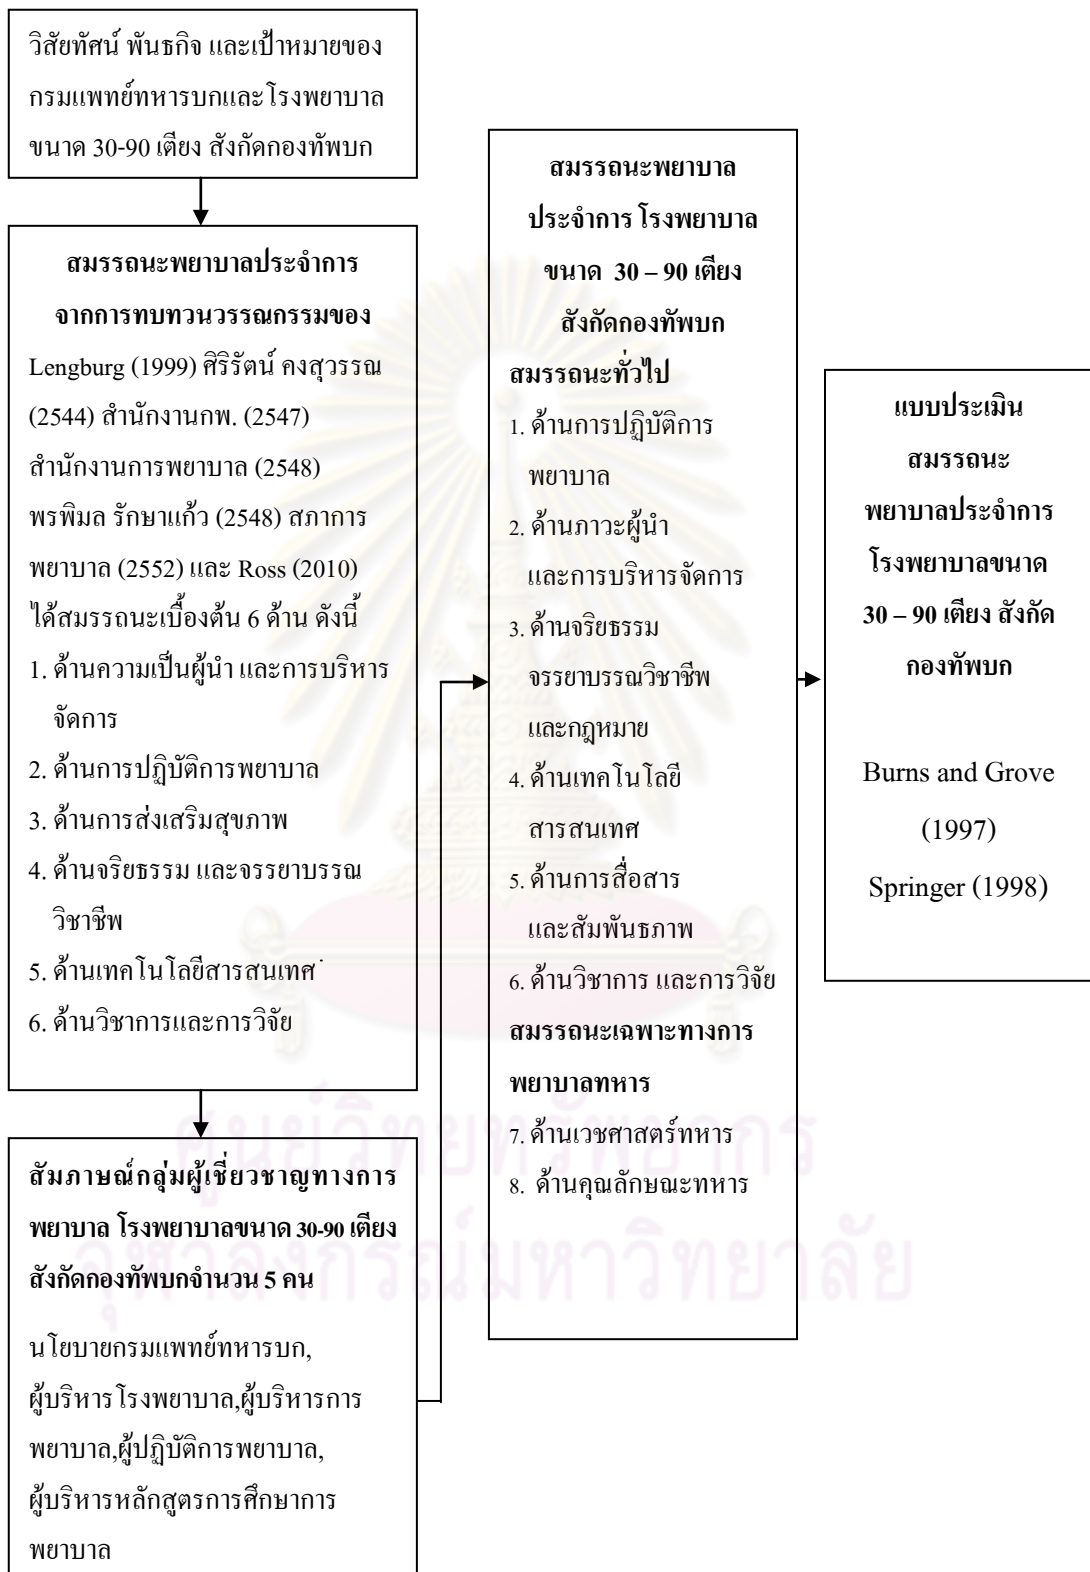 วิสัยทัศน์ พันธกิจ และเป้าหมายของ
กรมแพทย์ทหารบกและโรงพยาบาล
ขนาด 30-90 เตียง สังกัดกองทัพบก
สมรรถนะพยาบาลประจำการ
จากการทบทวนวรรณกรรมของ
Lengburg (1999) ศิริรัตน์ คงสุวรรณ
(2544) สำนักงานกพ. (2547)
สำนักงานการพยาบาล (2548)
พรพิมล รักษาแก้ว (2548) สภาการ
พยาบาล (2552) และ Ross (2010)
ได้สมรรถนะเบื้องต้น 6 ด้าน ดังนี้
1. ด้านความเป็นผู้นำ และการบริหาร
จัดการ
2. ด้านการปฏิบัติการพยาบาล
3. ด้านการส่งเสริมสุขภาพ
4. ด้านจริยธรรม และจรรยาบรรณ
วิชาชีพ
5. ด้านเทคโนโลยีสารสนเทศ
6. ด้านวิชาการและการวิจัย
สัมภาษณ์กลุ่มผู้เชี่ยวชาญทางการ
พยาบาล โรงพยาบาลขนาด 30-90 เตียง
สังกัดกองทัพบกจำนวน 5 คน
นโยบายกรมแพทย์ทหารบก,
ผู้บริหารโรงพยาบาล,ผู้บริหารการ
พยาบาล,ผู้ปฏิบัติการพยาบาล,
ผู้บริหารหลักสูตรการศึกษาการ
พยาบาล
สมรรถนะพยาบาล
ประจำการ โรงพยาบาล
ขนาด 30 – 90 เตียง
สังกัดกองทัพบก
สมรรถนะทั่วไป
1. ด้านการปฏิบัติการ
พยาบาล
2. ด้านภาวะผู้นำ
และการบริหารจัดการ
3. ด้านจริยธรรม
จรรยาบรรณวิชาชีพ
และกฎหมาย
4. ด้านเทคโนโลยี
สารสนเทศ
5. ด้านการสื่อสาร
และสัมพันธภาพ
6. ด้านวิชาการ และการวิจัย
สมรรถนะเฉพาะทางการ
พยาบาลทหาร
7. ด้านเวชศาสตร์ทหาร
8. ด้านคุณลักษณะทหาร
แบบประเมิน
สมรรถนะ
พยาบาลประจำการ
โรงพยาบาลขนาด
30 – 90 เตียง สังกัด
กองทัพบก
Burns and Grove
(1997)
Springer (1998)
ศูนย์วิทยทรัพยากร
จุฬาลงกรณ์มหาวิทยาลัย